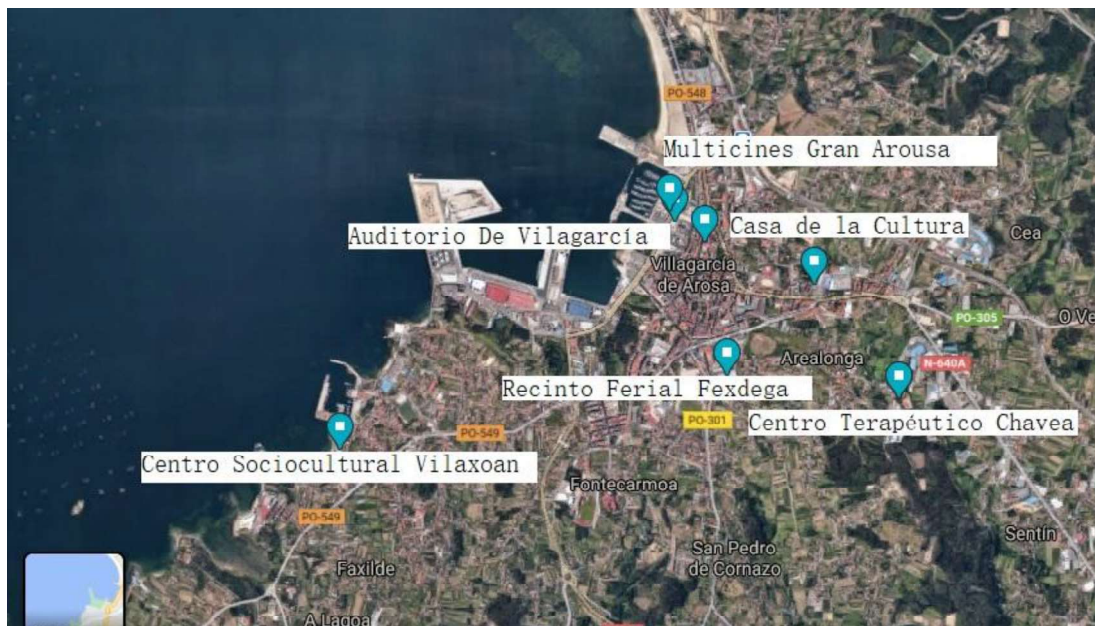 PO-548
Multicines Gran Arousa
Casa de la Cultura
Auditorio De Vilagarcía
Cea
Villagarcía
de Arosa
PO-305
O Ve
Arealonga
N-640A
Recinto Ferial Fexdega
PO-301
Centro Terapéutico Chavea
PO-549
Centro Sociocultural Vilaxoan
Fontecarmoa
PO-549
Sentín
San Pedro
de Cornazo
Faxilde
A Lagoa